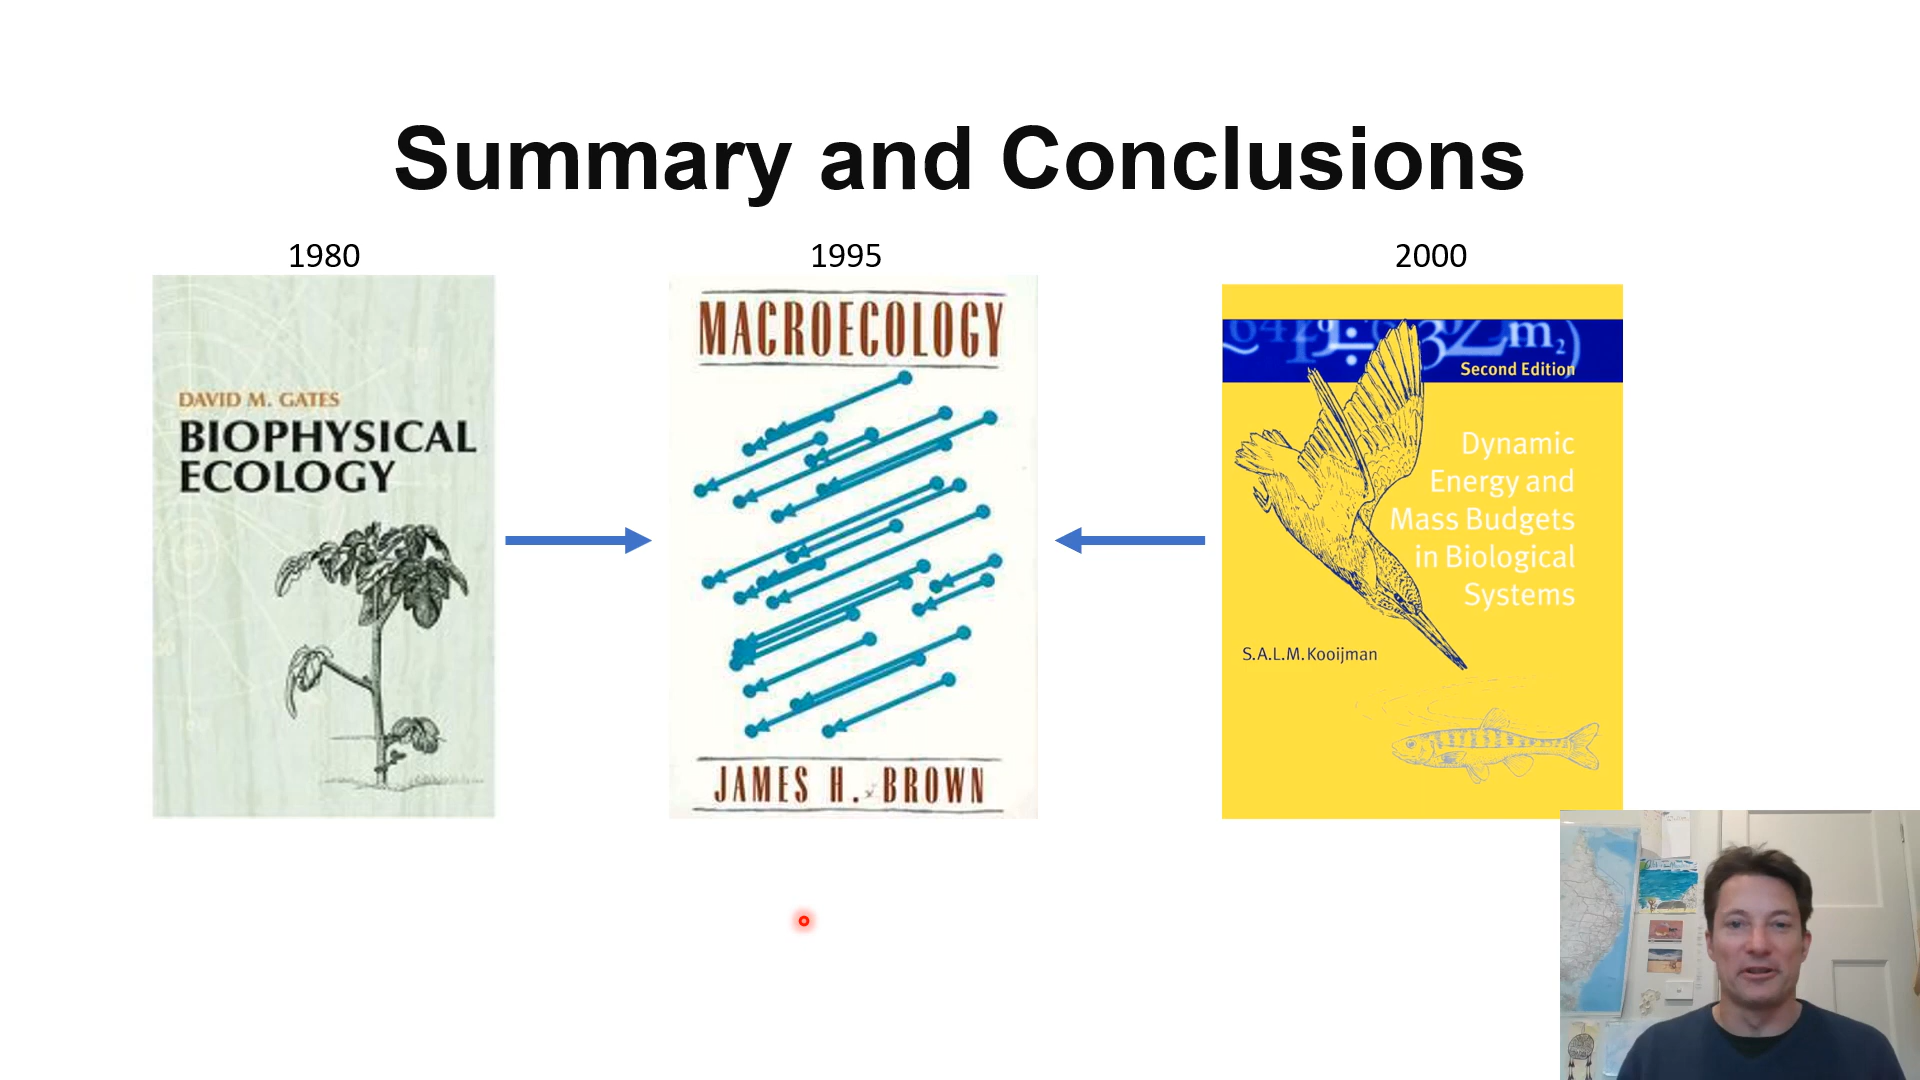 Summary and Conclusions
1980
1995
2000
DAVID M. GATES
BIOPHYSICAL
ECOLOGY
MACROECOLOGY
JAMES H. BROWN
Second Edition
Dynamic
Energy and
Mass Budgets
in Biological
Systems
S.A.L.M. Kooijman